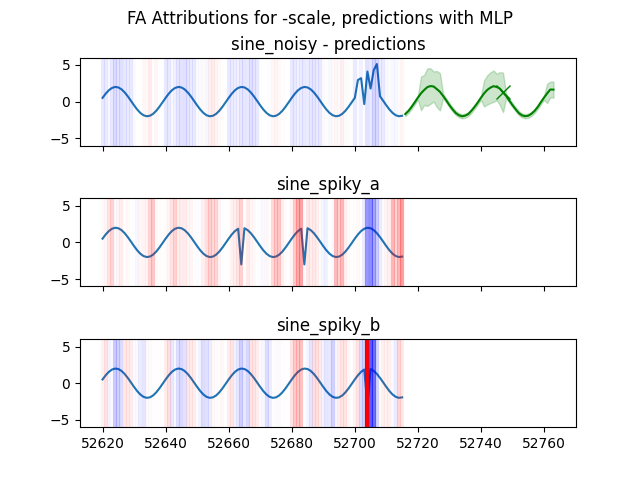 FA Attributions for -scale, predictions with MLP
sine_noisy - predictions
5
0
−5
sine_spiky_a
5
0
−5
sine_spiky_b
5
0
−5
52620 52640 52660 52680 52700 52720 52740 52760